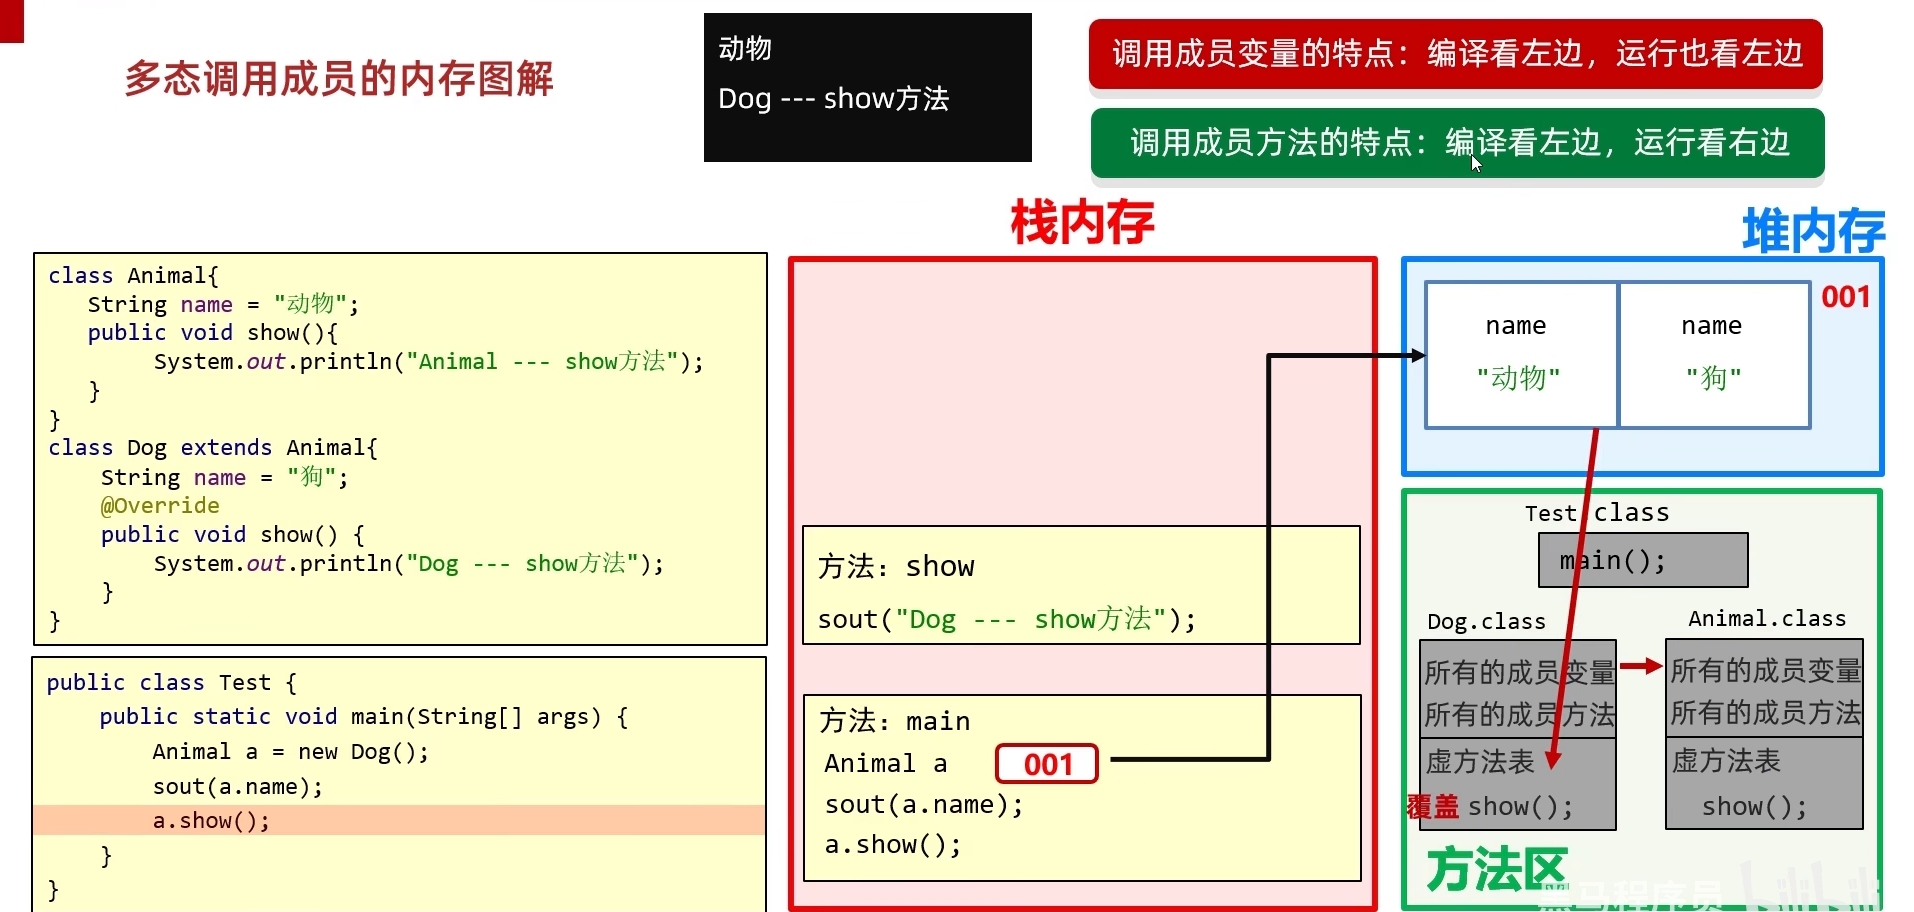 多态调用成员的内存图解
动物
Dog --- show方法
调用成员变量的特点：编译看左边，运行也看左边
调用成员方法的特点：编译看左边，运行看右边
class Animal{
String name = "动物";
public void show(){
System.out.println("Animal --- show方法");
}
}
class Dog extends Animal{
String name = "狗";
@Override
public void show() {
System.out.println("Dog --- show方法");
}
}
public class Test {
public static void main(String[] args) {
Animal a = new Dog();
sout(a.name);
a.show();
}
}
栈内存
方法：show
sout("Dog --- show方法");
方法：main
Animal a 001
sout(a.name);
a.show();
堆内存
001
name
"动物"
name
"狗"
Test.class
main();
Dog.class
所有的成员变量
所有的成员方法
虚方法表
覆盖 show();
Animal.class
所有的成员变量
所有的成员方法
虚方法表
show();
方法区
黑马程序员
bilibili